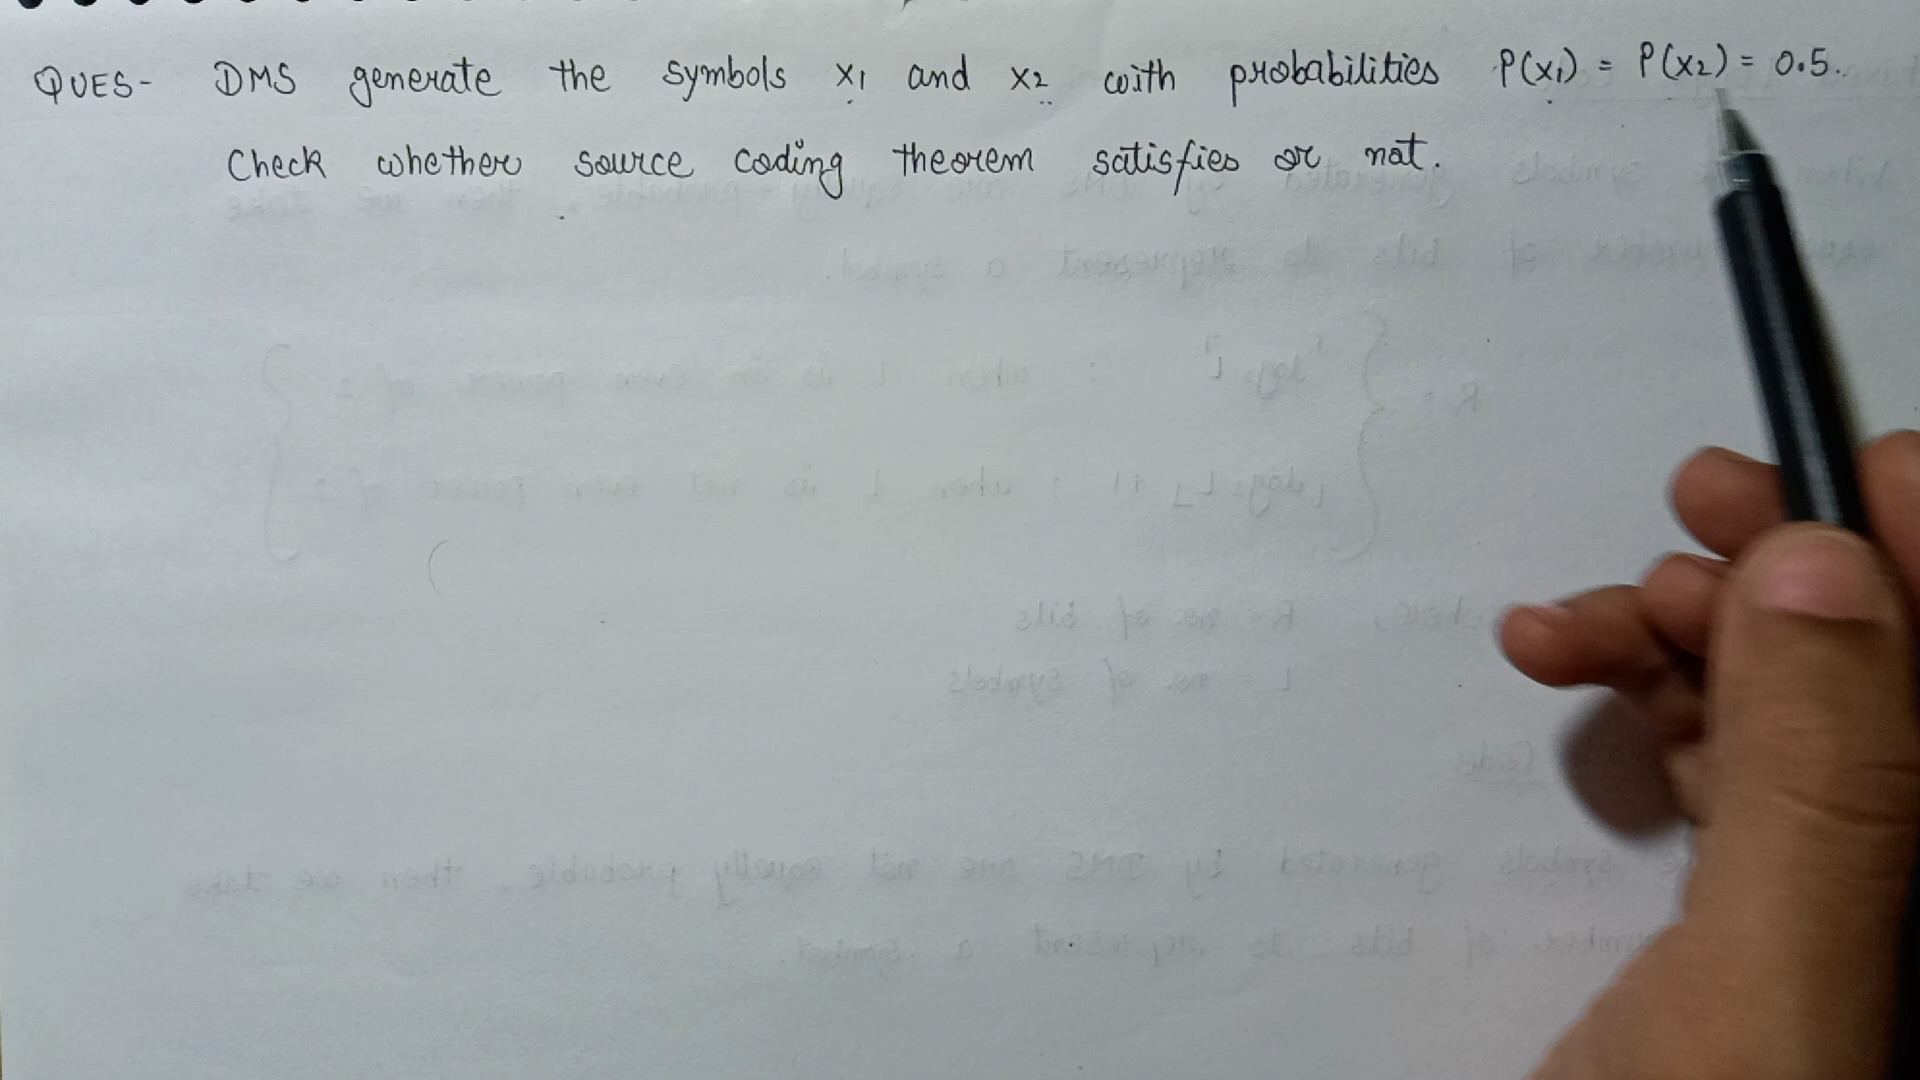 QUES- DMS generate the symbols x1 and x2 with probabilities P(x1) = P(x2) = 0.5.
Check whether source coding theorem satisfies or not.